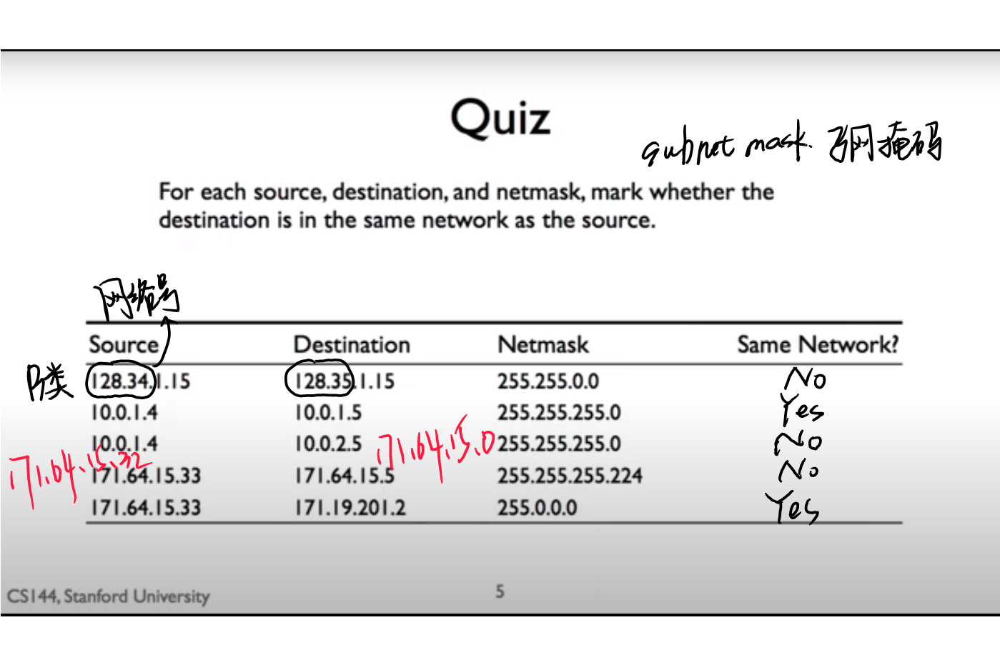 Quiz
subnet mask. 子网掩码
For each source, destination, and netmask, mark whether the
destination is in the same network as the source.
网络号
Source Destination Netmask Same Network?
B类 128.34.1.15 128.35.1.15 255.255.0.0 No
10.0.1.4 10.0.1.5 255.255.255.0 Yes
10.0.1.4 10.0.2.5 255.255.255.0 No
171.64.15.32 171.64.15.0
171.64.15.33 171.64.15.5 255.255.255.224 No
171.64.15.33 171.19.201.2 255.0.0.0 Yes
CS144, Stanford University 5